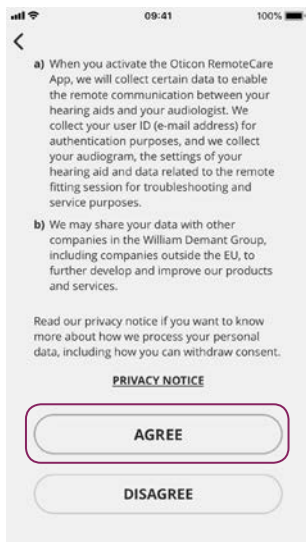 09:41
100%
a) When you activate the Oticon RemoteCare
App, we will collect certain data to enable
the remote communication between your
hearing aids and your audiologist. We
collect your user ID (e-mail address) for
authentication purposes, and we collect
your audiogram, the settings of your
hearing aid and data related to the remote
fitting session for troubleshooting and
service purposes.
b) We may share your data with other
companies in the William Demant Group,
including companies outside the EU, to
further develop and improve our products
and services.
Read our privacy notice if you want to know
more about how we process your personal
data, including how you can withdraw consent.
PRIVACY NOTICE
AGREE
DISAGREE